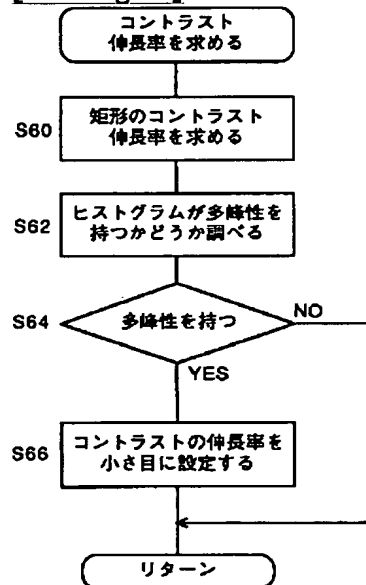 コントラスト
伸長率を求める
S60
矩形のコントラスト
伸長率を求める
S62
ヒストグラムが多峰性を
持つかどうか調べる
S64
多峰性を持つ
NO
YES
S66
コントラストの伸長率を
小さ目に設定する
リターン